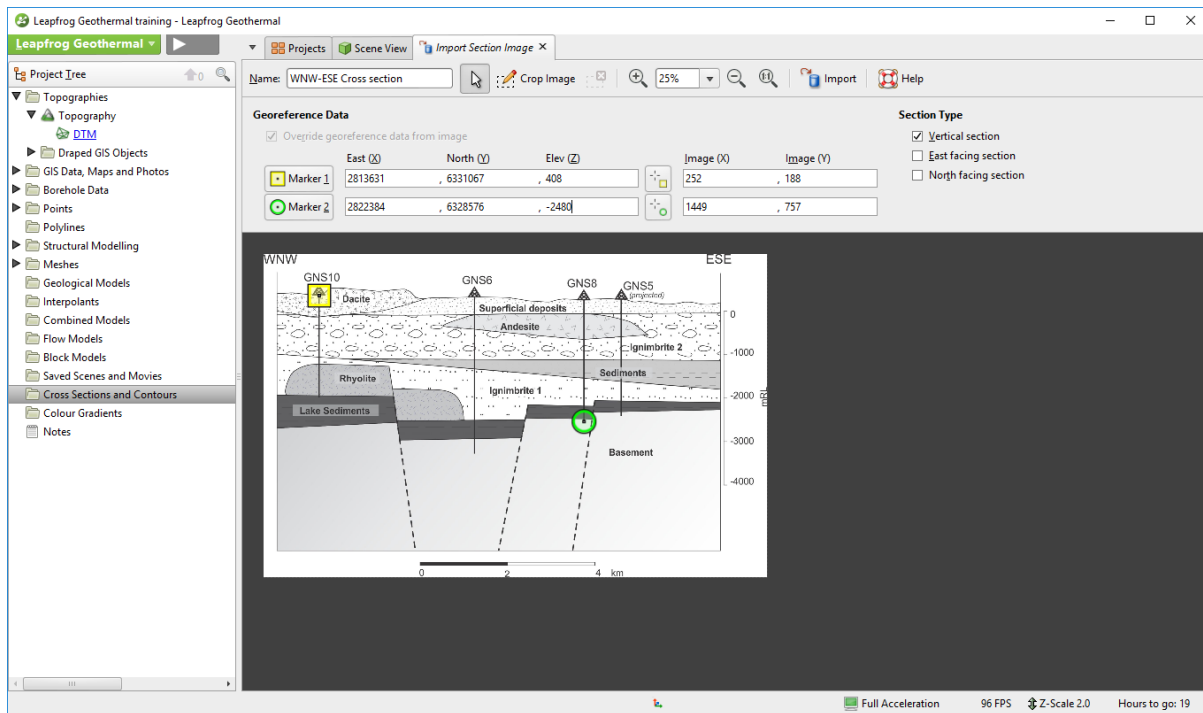 Leapfrog Geothermal training - Leapfrog Geothermal
Leapfrog Geothermal
Projects
Scene View
Import Section Image
Project Tree
0
Name: WNW-ESE Cross section
Crop Image
25%
1:1
Import
Help
Topographies
Topography
DTM
Draped GIS Objects
GIS Data, Maps and Photos
Borehole Data
Points
Polylines
Structural Modelling
Meshes
Geological Models
Interpolants
Combined Models
Flow Models
Block Models
Saved Scenes and Movies
Cross Sections and Contours
Colour Gradients
Notes
Georeference Data
Override georeference data from image
East (X) North (Y) Elev (Z) Image (X) Image (Y)
Marker 1 2813631 , 6331067 , 408 252 , 188
Marker 2 2822384 , 6328576 , -2480 1449 , 757
Section Type
Vertical section
East facing section
North facing section
WNW ESE
GNS10 GNS6 GNS8 GNS5
(projected)
Dacite
Superficial deposits
Andesite
Ignimbrite 2
Sediments
Rhyolite
Ignimbrite 1
Lake Sediments
Basement
0
-1000
-2000
-3000
-4000
mRL
0 2 4 km
Full Acceleration 96 FPS Z-Scale 2.0 Hours to go: 19